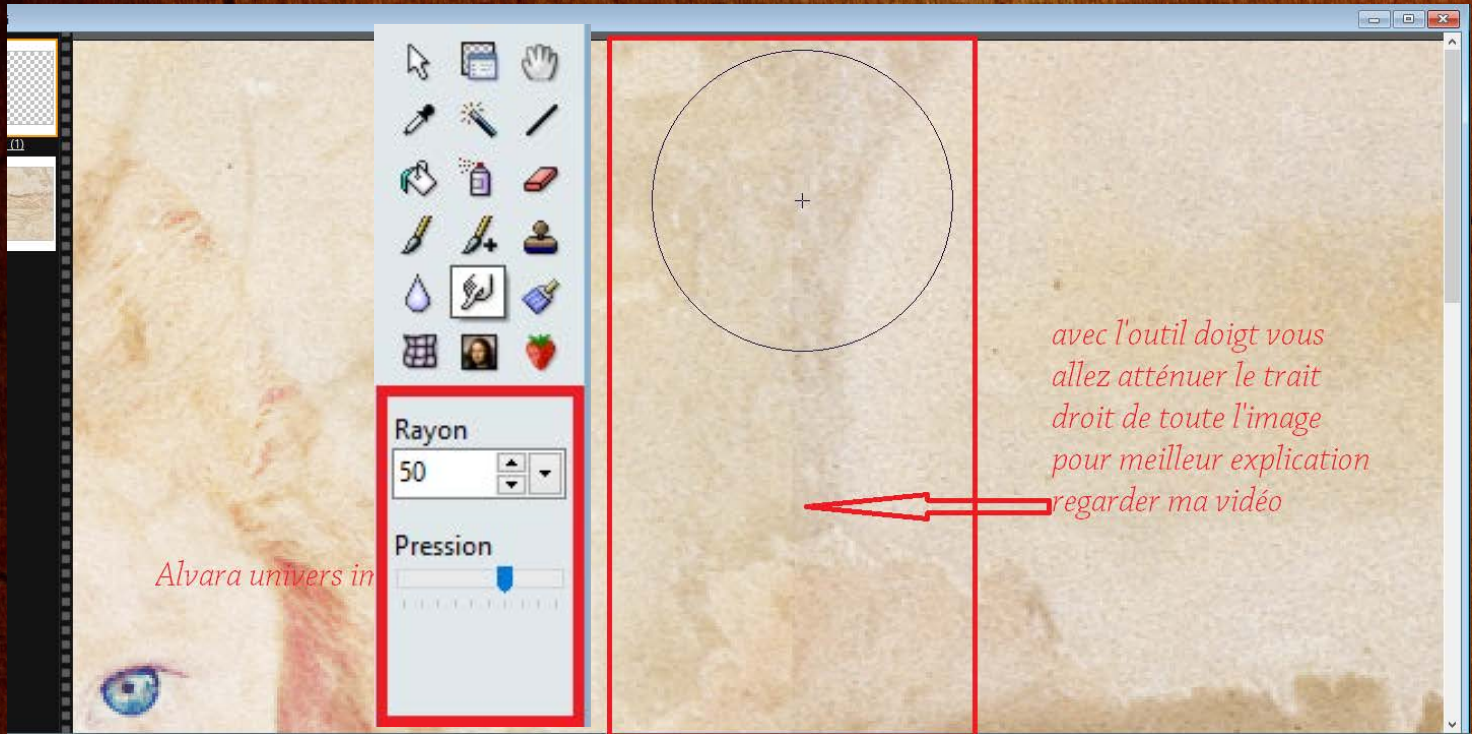 (1)
Rayon
50
Pression
Alvara univers in
avec l'outil doigt vous
allez atténuer le trait
droit de toute l'image
pour meilleur explication
regarder ma vidéo